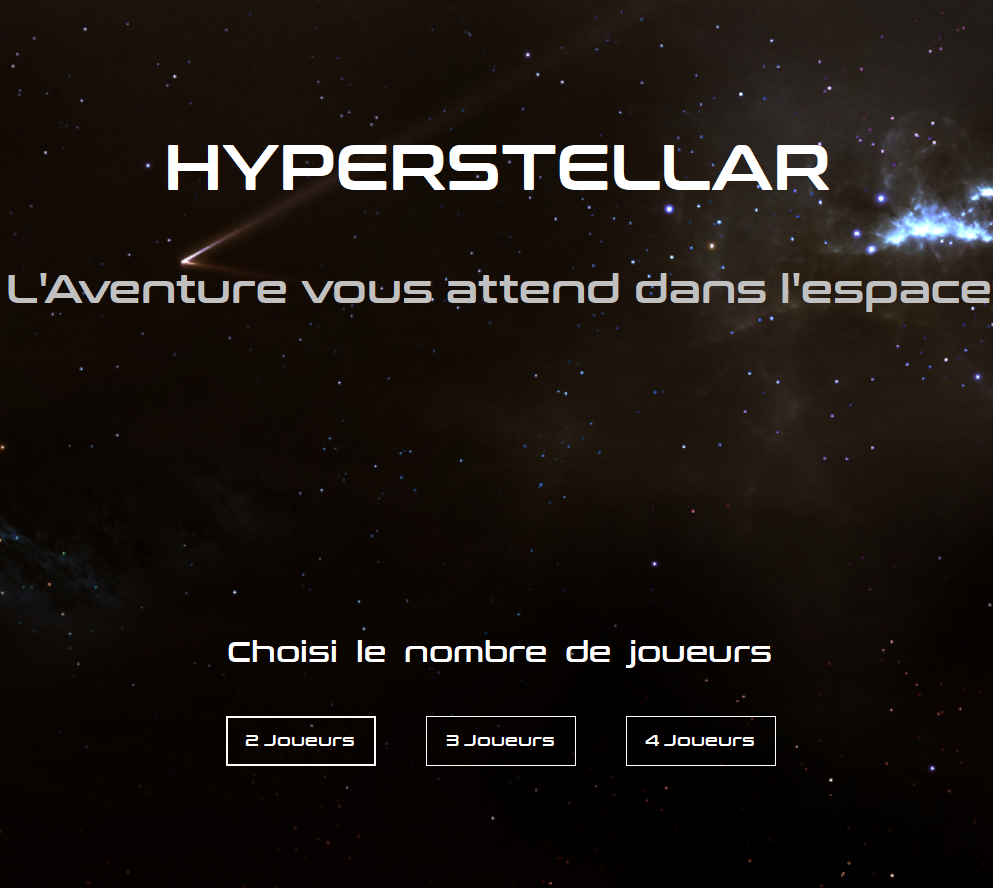 HYPERSTELLAR
L'Aventure vous attend dans l'espace
Choisi le nombre de joueurs
2 Joueurs
3 Joueurs
4 Joueurs